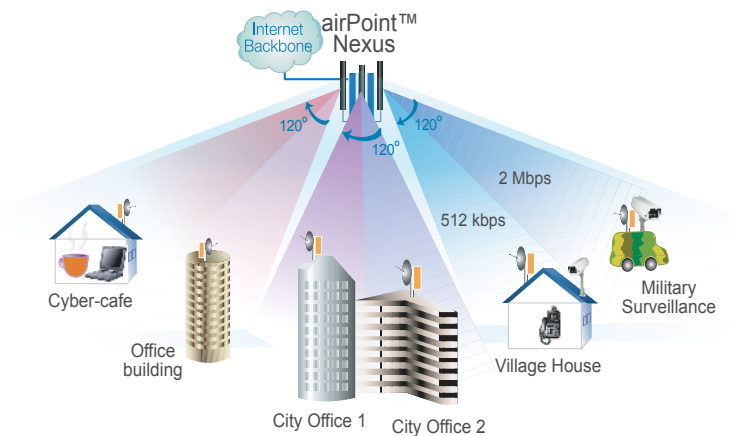 Internet
Backbone
airPoint™
Nexus
120°
120°
120°
2 Mbps
512 kbps
Cyber-cafe
Office
building
City Office 1
City Office 2
Village House
Military
Surveillance